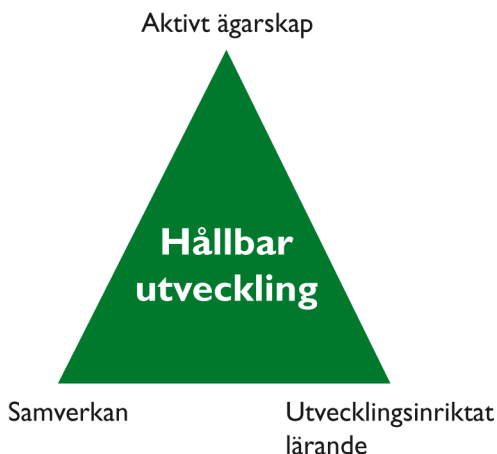 Aktivt ägarskap
Hållbar
utveckling
Samverkan
Utvecklingsinriktat
lärande